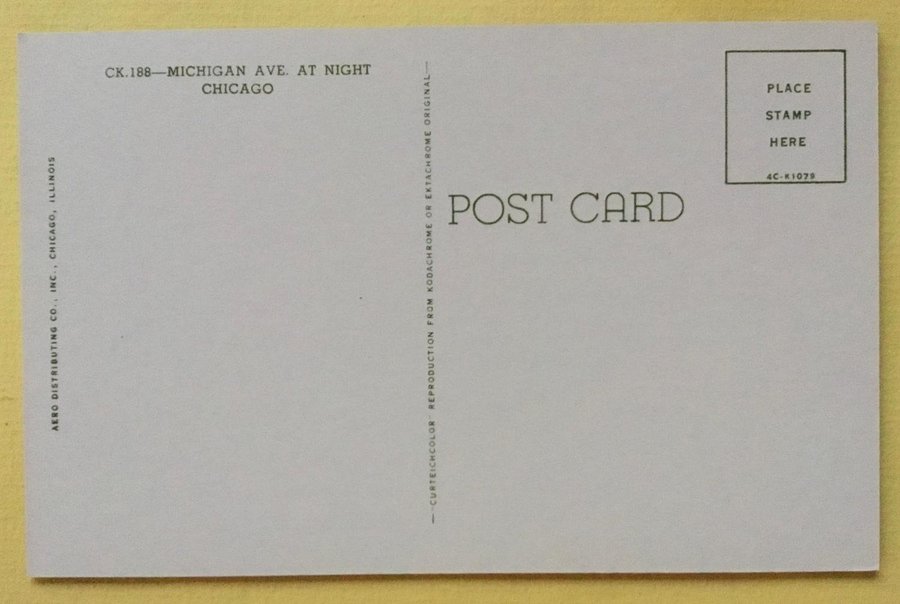 CK.188—MICHIGAN AVE. AT NIGHT
CHICAGO
AERO DISTRIBUTING CO., INC., CHICAGO, ILLINOIS
—"CURTEICHCOLOR" REPRODUCTION FROM KODACHROME OR EKTACHROME ORIGINAL—
POST CARD
PLACE
STAMP
HERE
4C-K1079